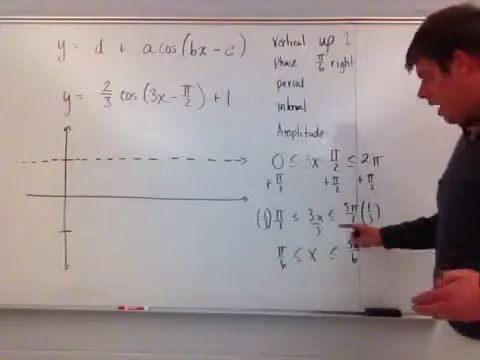 y = d + a cos(bx - c)
y = 2/3 cos(3x - π/2) + 1
vertical up 1
phase π/6 right
period
interval
Amplitude
0 ≤ 3x - π/2 ≤ 2π
+π/2 +π/2 +π/2
(1/3) π/2 ≤ 3x/3 ≤ 5π/2 (1/3)
π/6 ≤ x ≤ 5π/6